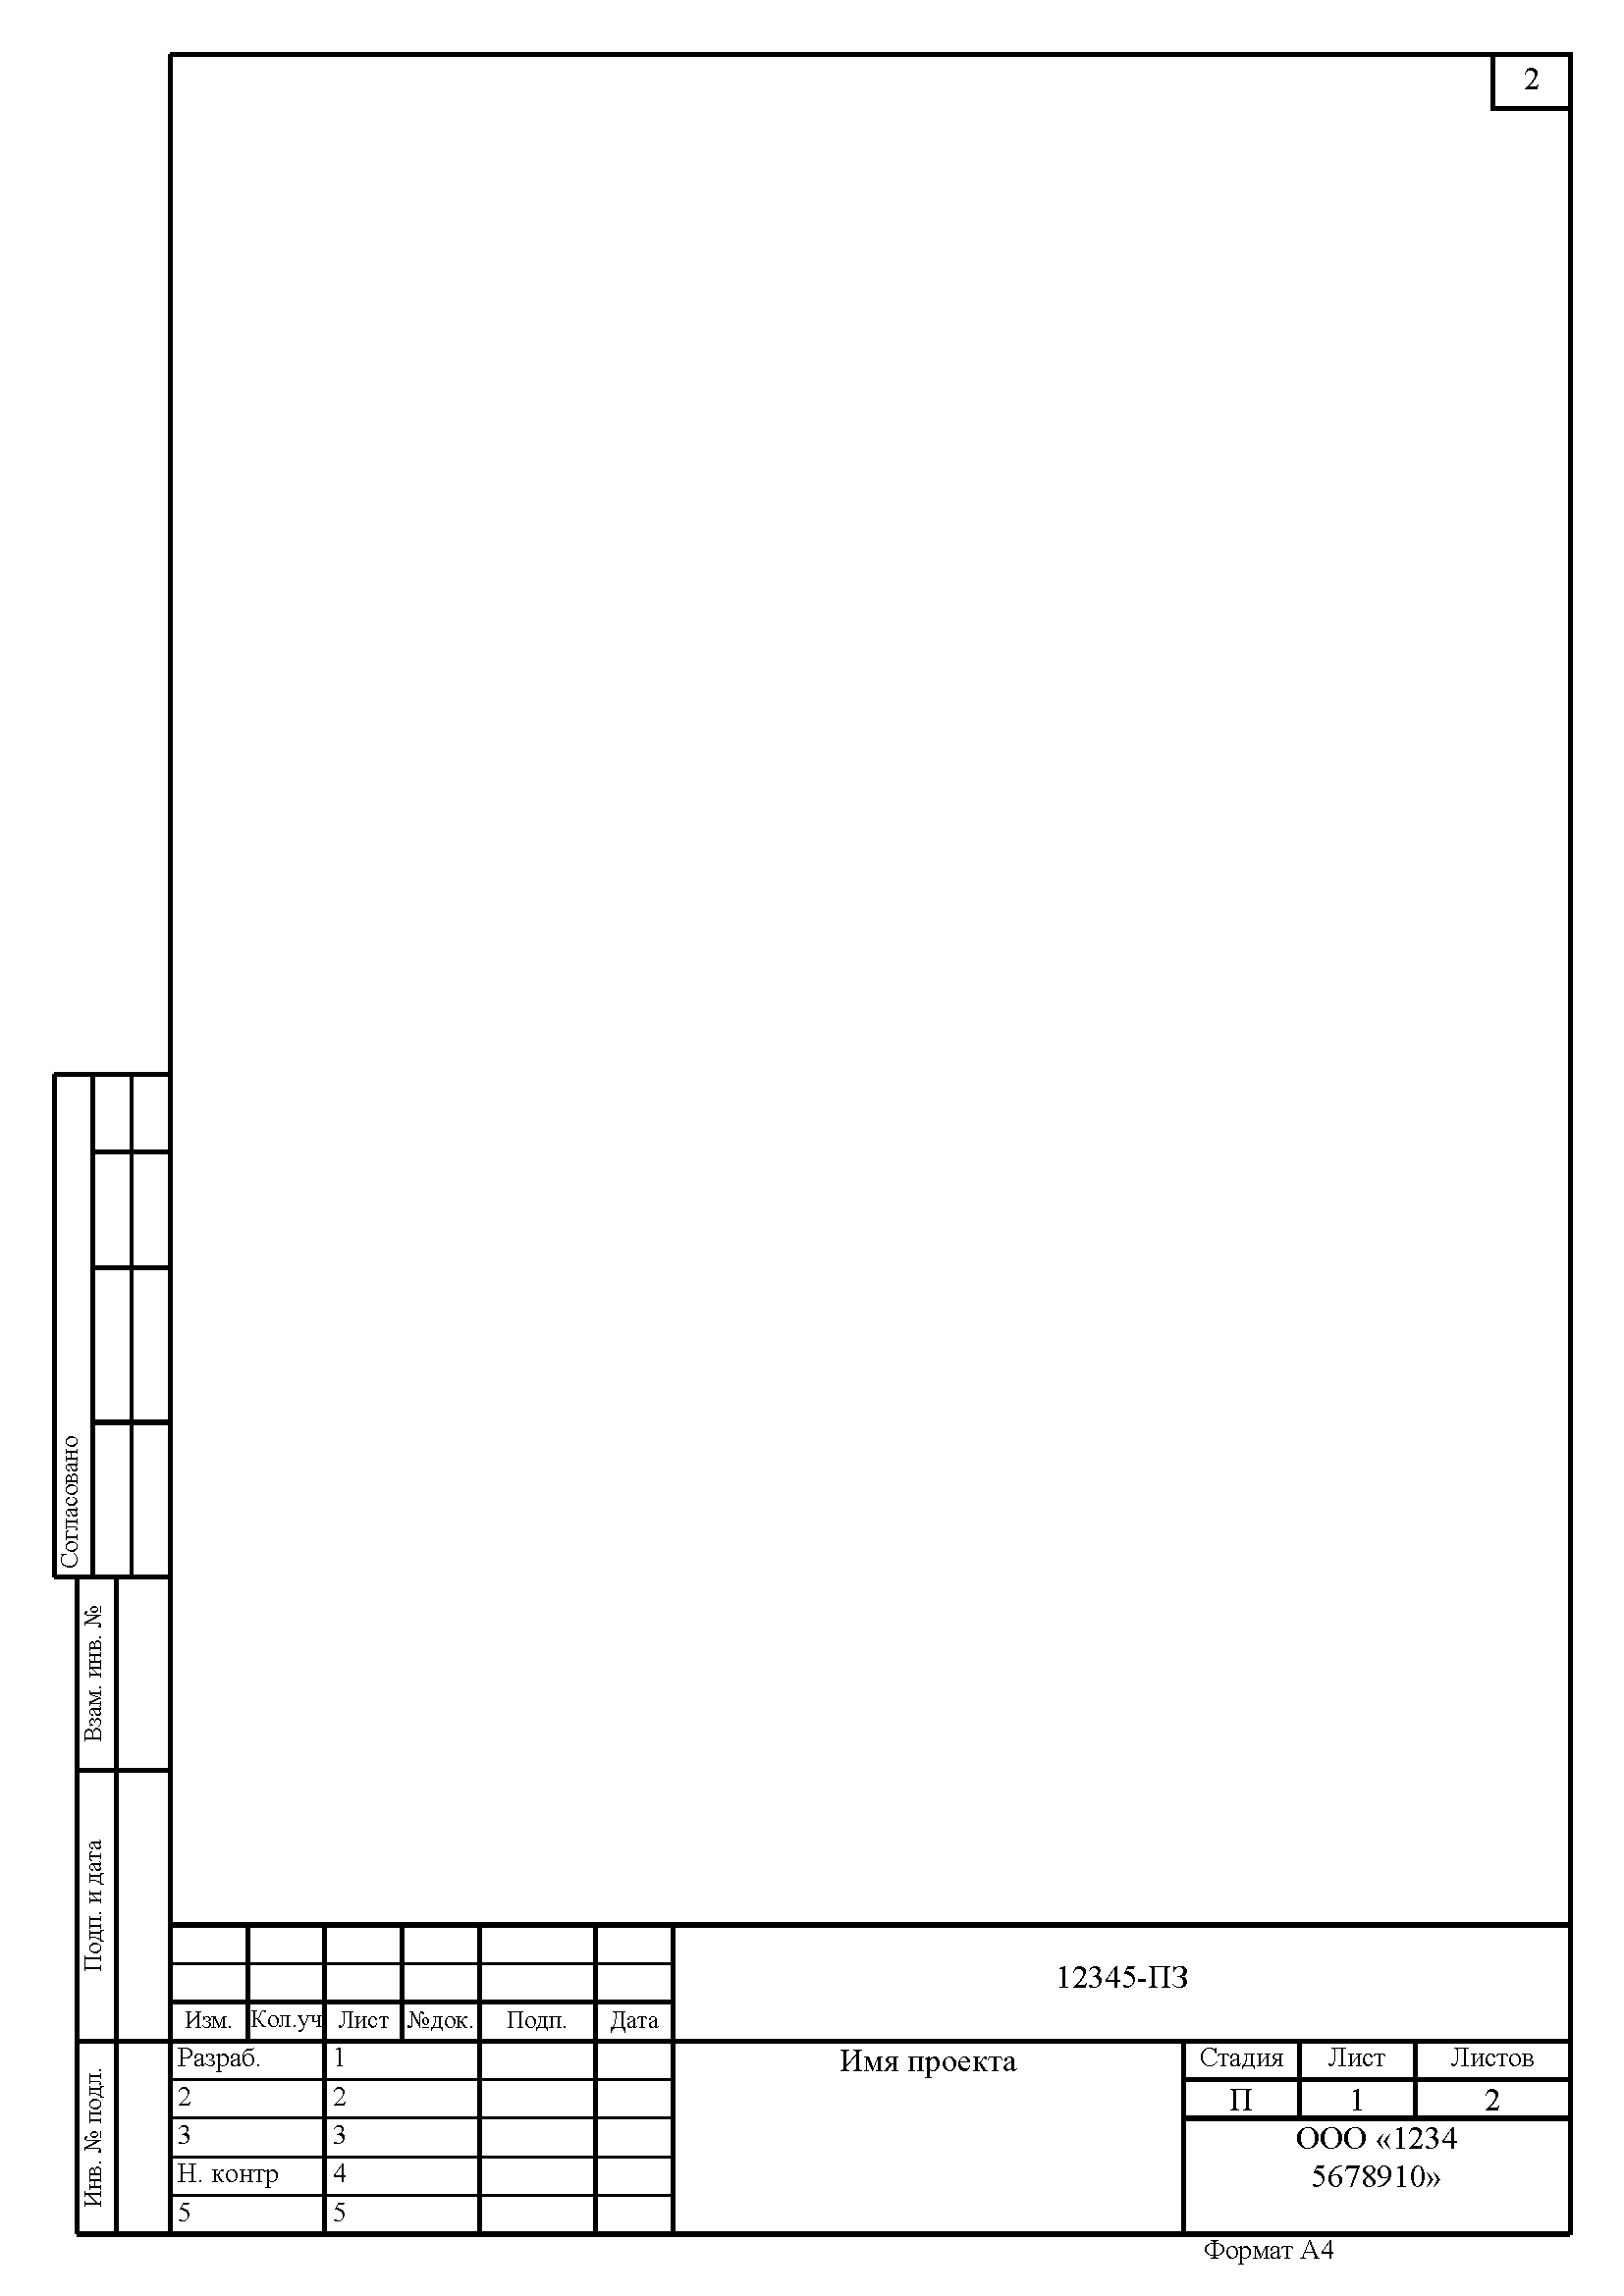 2
Согласовано
Взам. инв. №
Подп. и дата
Инв. № подл.
12345-ПЗ
Изм. Кол.уч Лист №док. Подп. Дата
Разраб. 1 Имя проекта Стадия Лист Листов
2 2 П 1 2
3 3 ООО «1234
Н. контр 4 5678910»
5 5
Формат А4